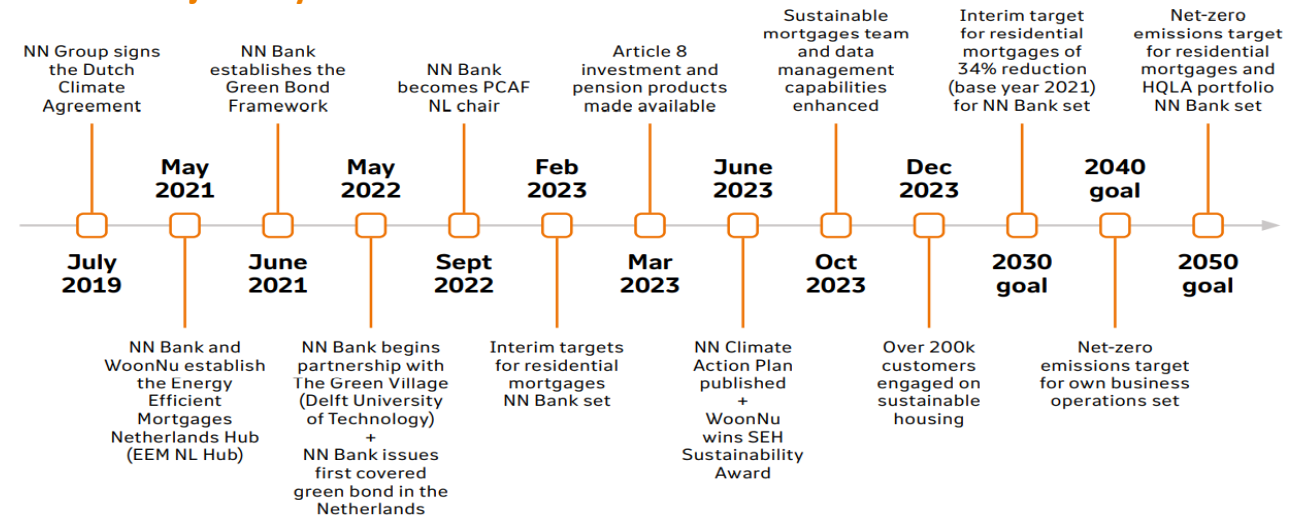 NN Group signs
the Dutch
Climate
Agreement
July
2019
May
2021
NN Bank and
WoonNu establish
the Energy
Efficient
Mortgages
Netherlands Hub
(EEM NL Hub)
NN Bank
establishes the
Green Bond
Framework
June
2021
May
2022
NN Bank begins
partnership with
The Green Village
(Delft University
of Technology)
+
NN Bank issues
first covered
green bond in the
Netherlands
NN Bank
becomes PCAF
NL chair
Sept
2022
Feb
2023
Interim targets
for residential
mortgages
NN Bank set
Article 8
investment and
pension products
made available
Mar
2023
June
2023
NN Climate
Action Plan
published
+
WoonNu
wins SEH
Sustainability
Award
Sustainable
mortgages team
and data
management
capabilities
enhanced
Oct
2023
Dec
2023
Over 200k
customers
engaged on
sustainable
housing
Interim target
for residential
mortgages of
34% reduction
(base year 2021)
for NN Bank set
2030
goal
2040
goal
Net-zero
emissions target
for own business
operations set
Net-zero
emissions target
for residential
mortgages and
HQLA portfolio
NN Bank set
2050
goal